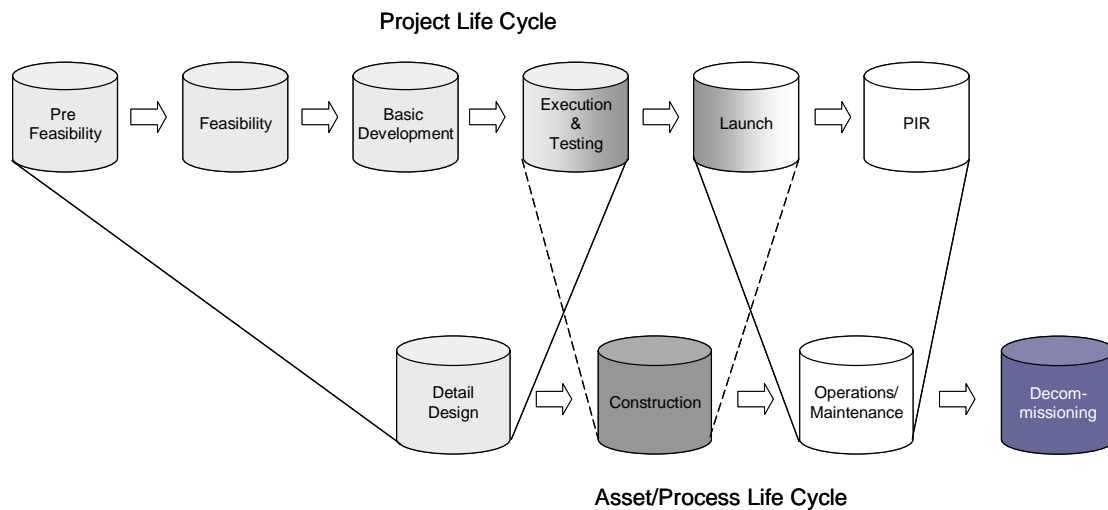 Project Life Cycle
Pre
Feasibility
Feasibility
Basic
Development
Execution
&
Testing
Launch
PIR
Detail
Design
Construction
Operations/
Maintenance
Decom-
missioning
Asset/Process Life Cycle